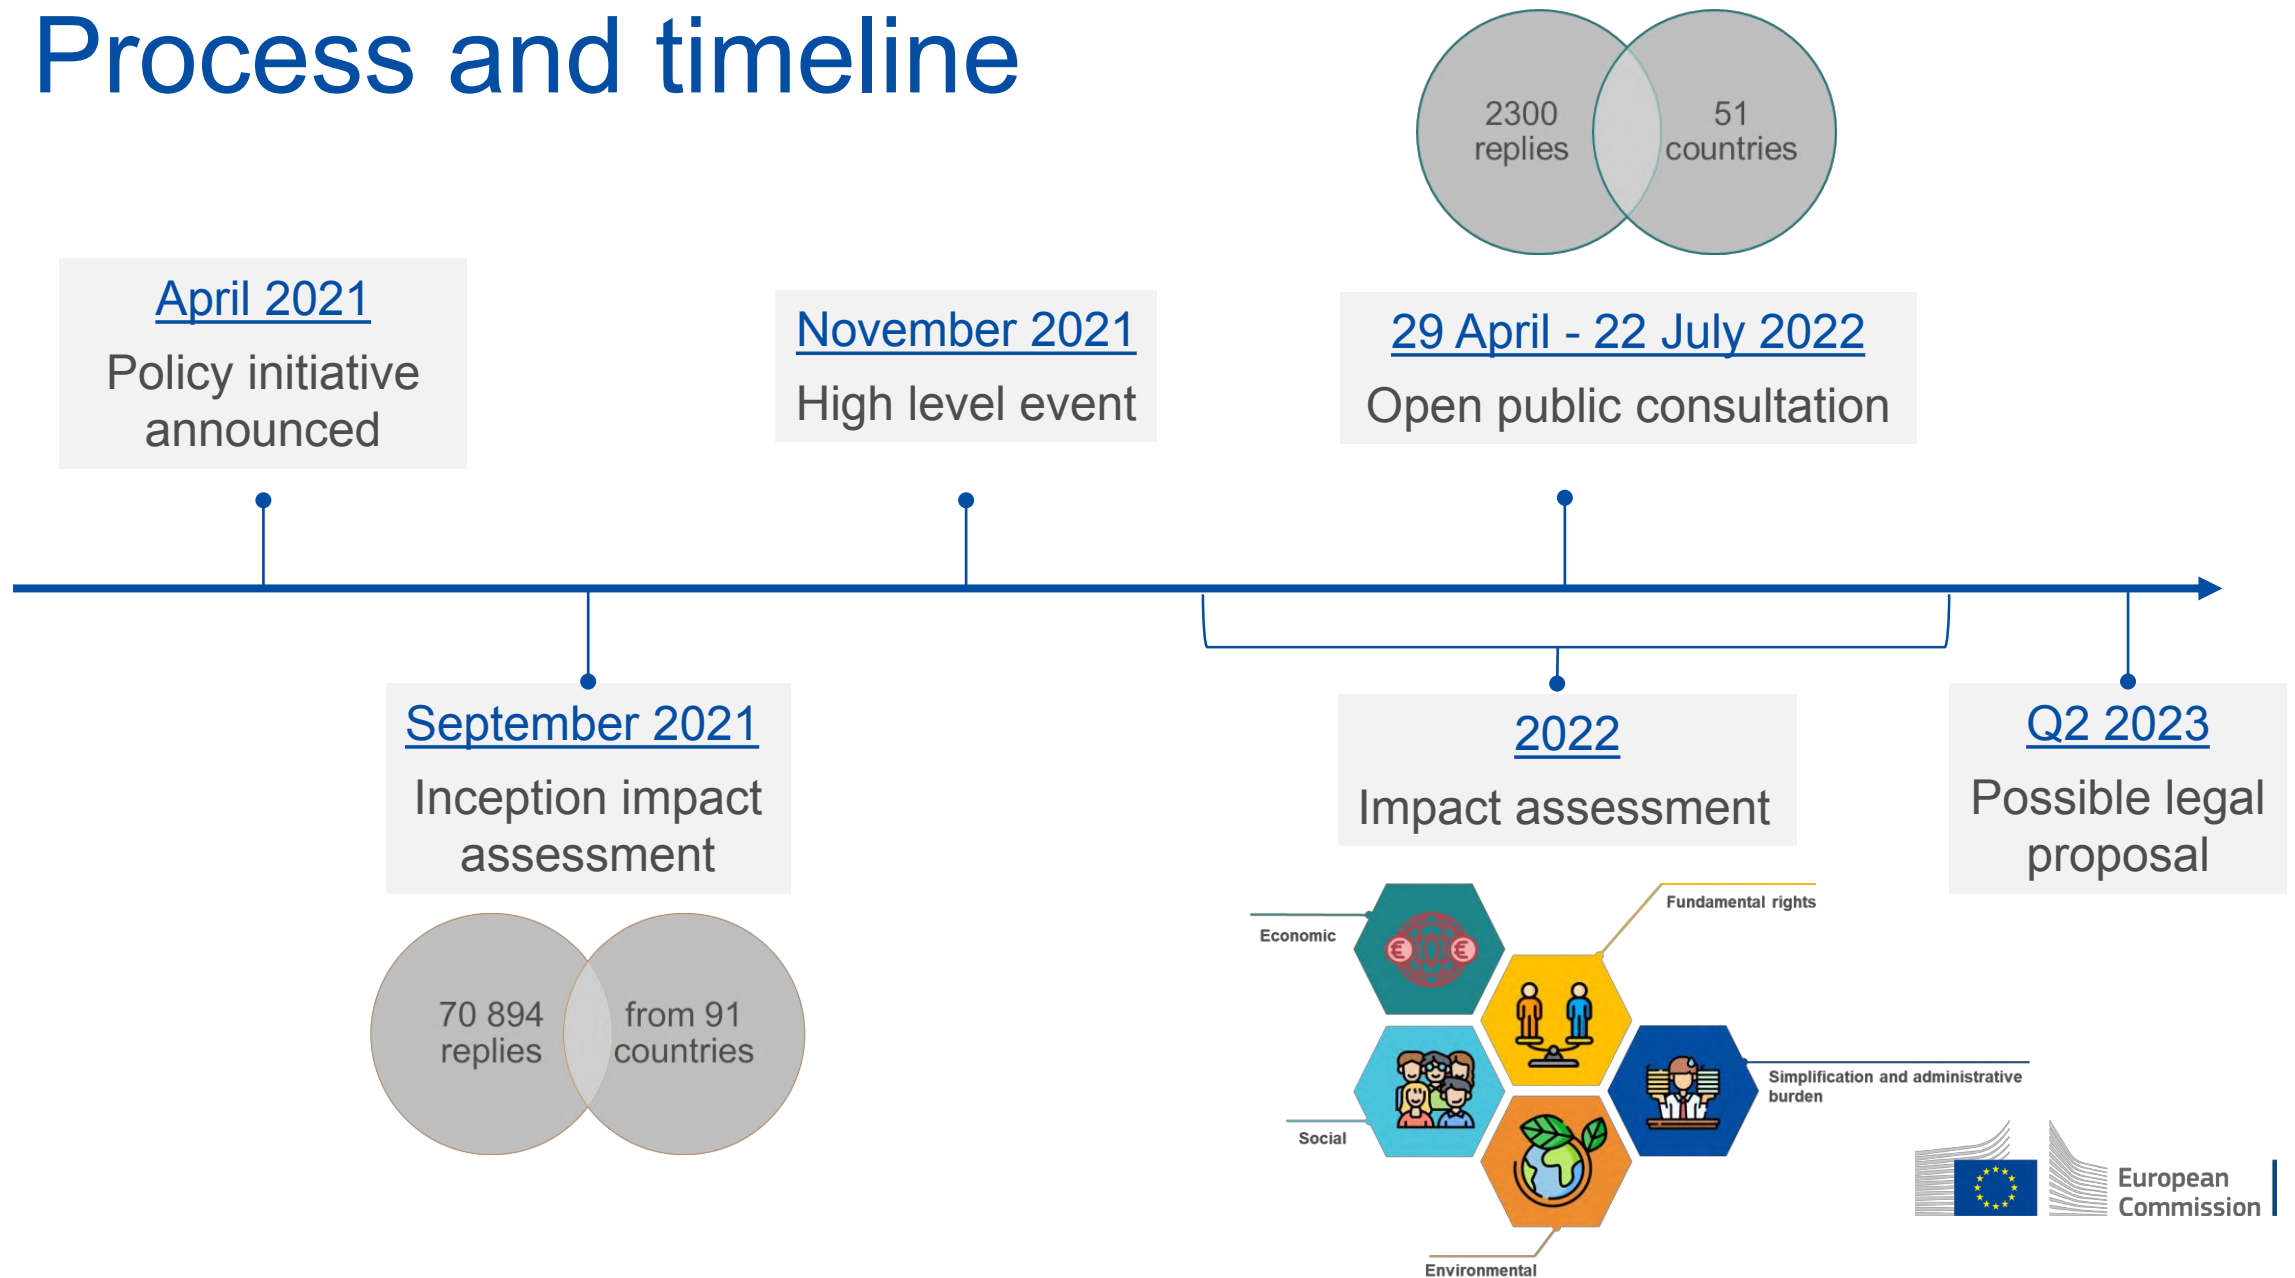 Process and timeline
2300
replies
51
countries
April 2021
Policy initiative
announced
November 2021
High level event
29 April - 22 July 2022
Open public consultation
September 2021
Inception impact
assessment
70 894
replies
from 91
countries
2022
Impact assessment
Q2 2023
Possible legal
proposal
Economic
Fundamental rights
Simplification and administrative
burden
Social
Environmental
European
Commission